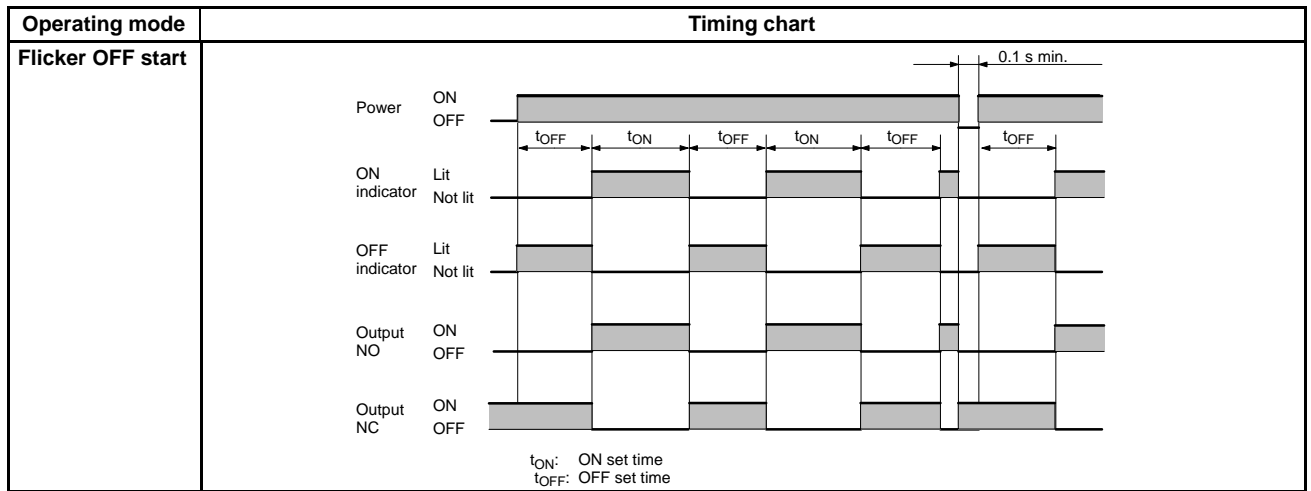 Operating mode Timing chart
Flicker OFF start
0.1 s min.
Power ON
OFF
tOFF tON tOFF tON tOFF tOFF
ON indicator Lit
Not lit
OFF indicator Lit
Not lit
Output NO ON
OFF
Output NC ON
OFF
tON: ON set time
tOFF: OFF set time